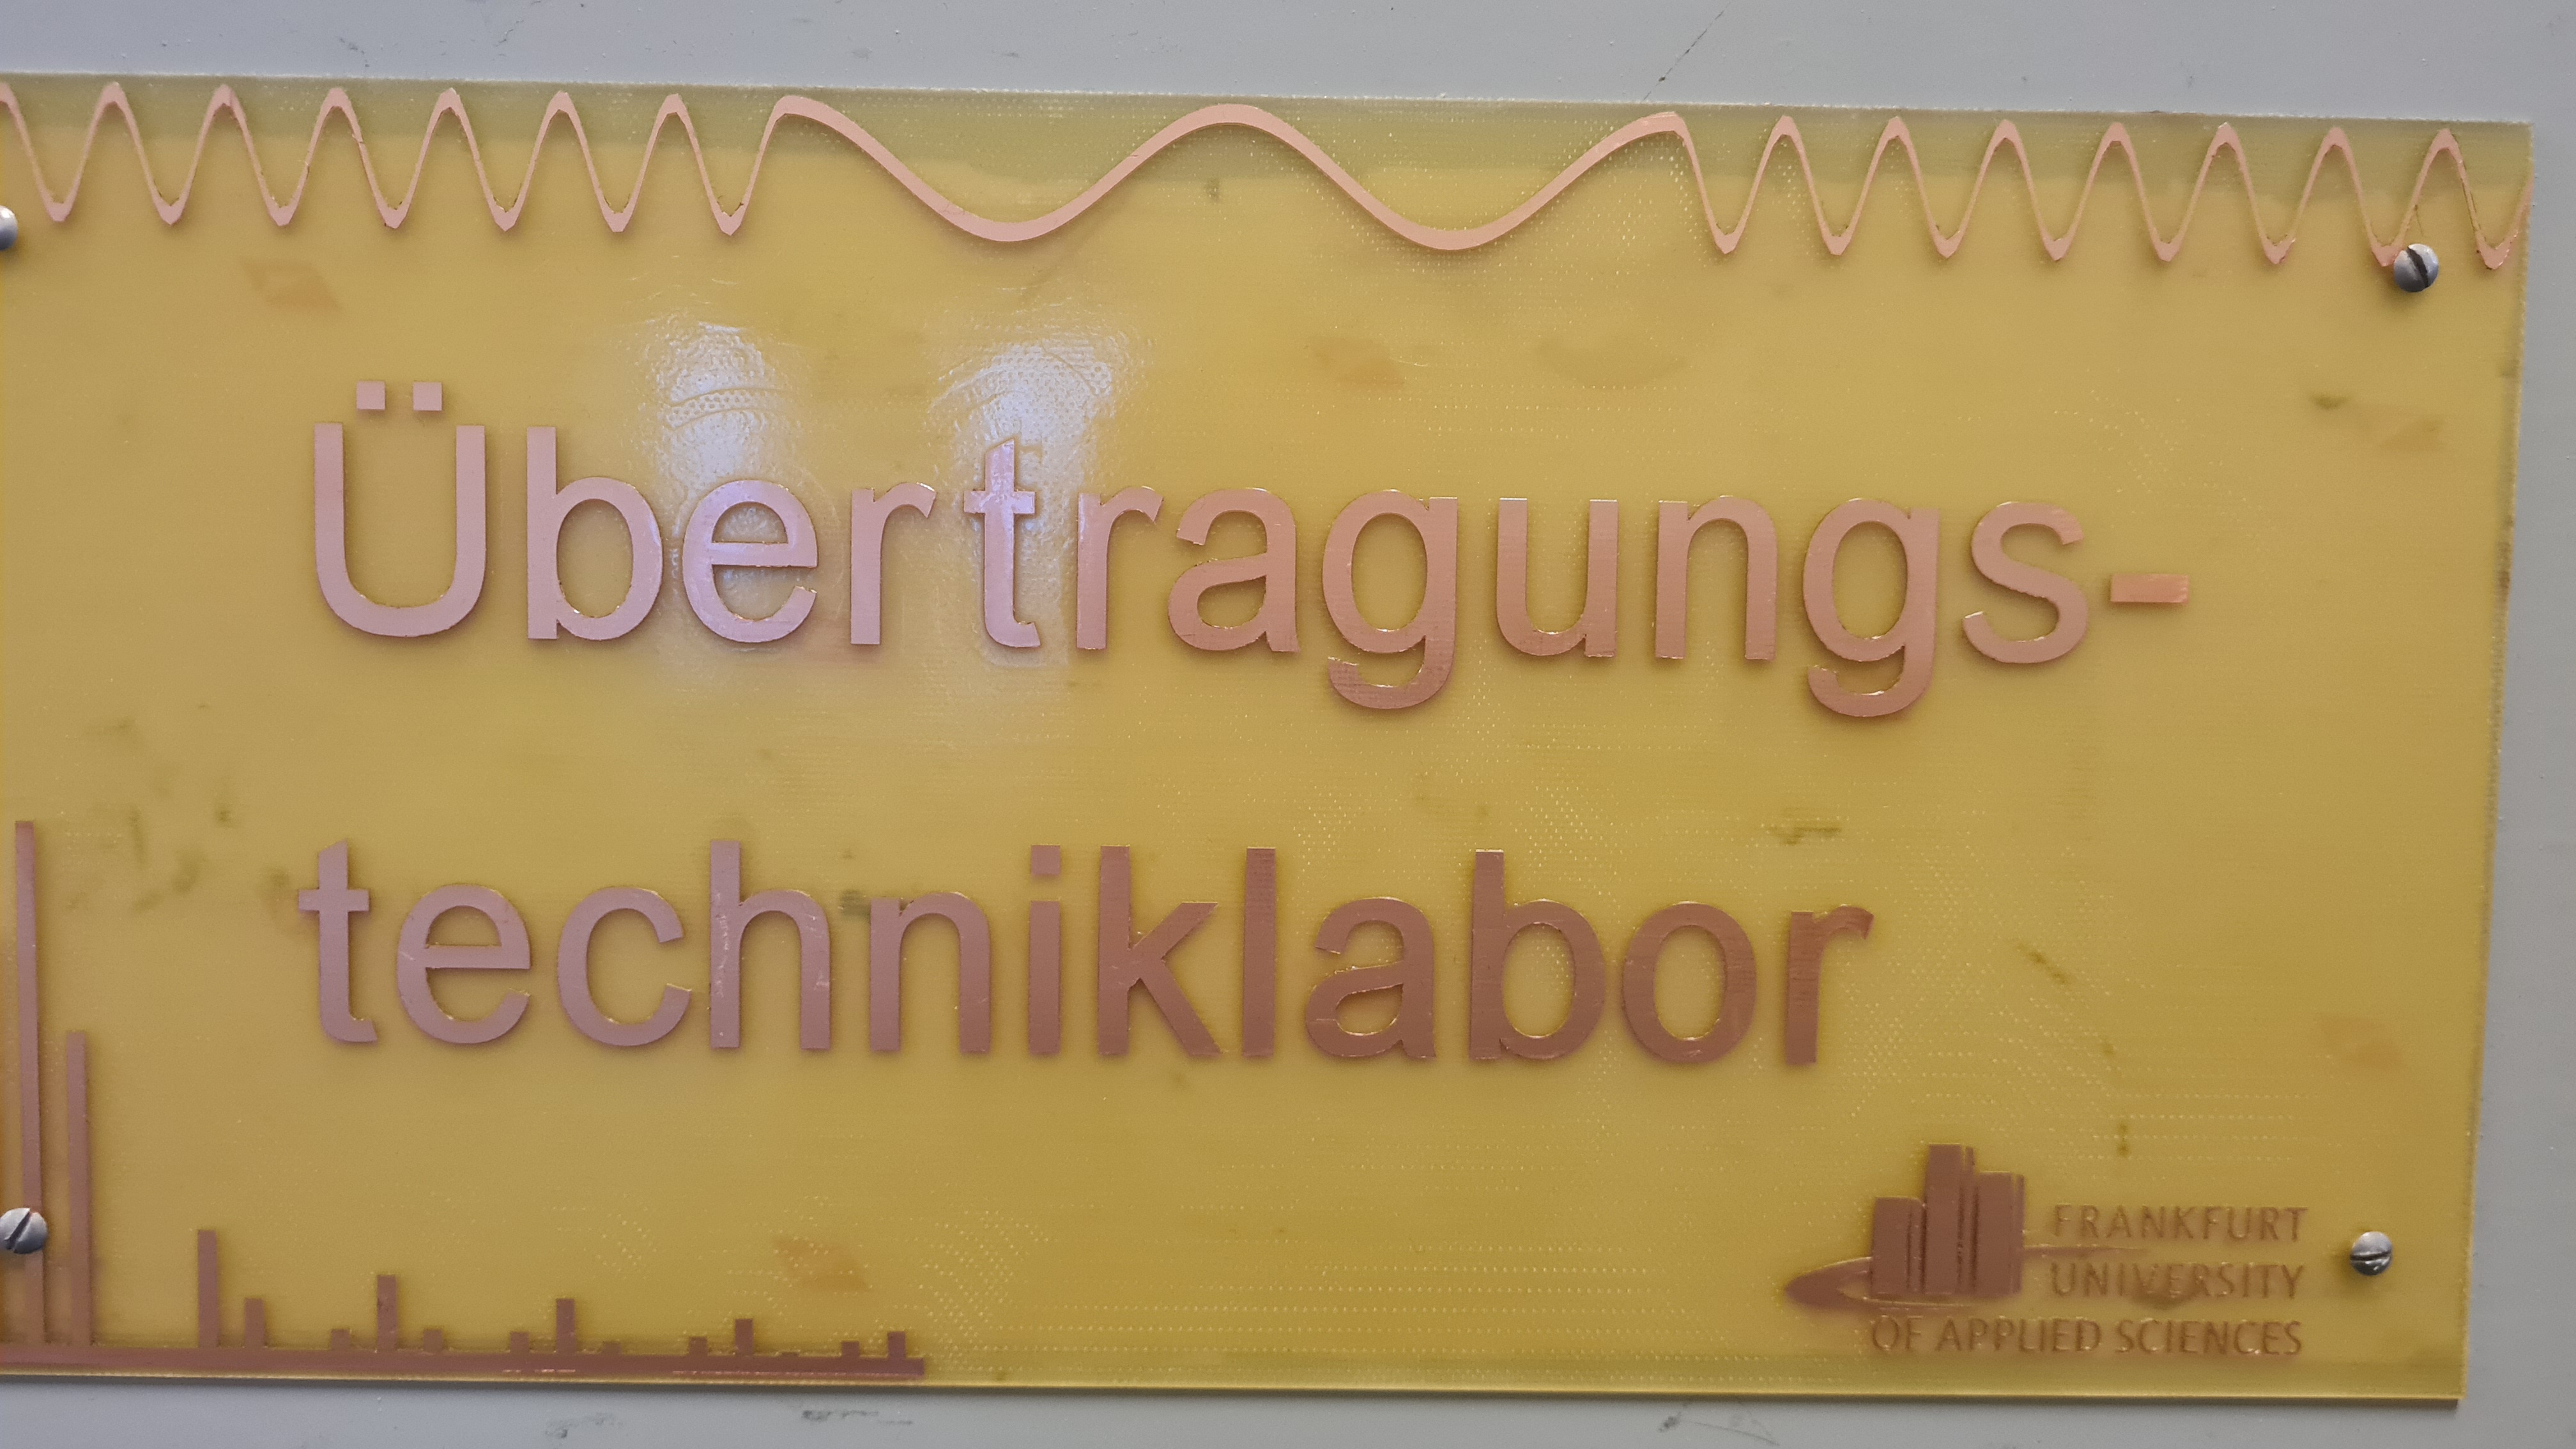 Übertragungs-
techniklabor
FRANKFURT
UNIVERSITY
OF APPLIED SCIENCES